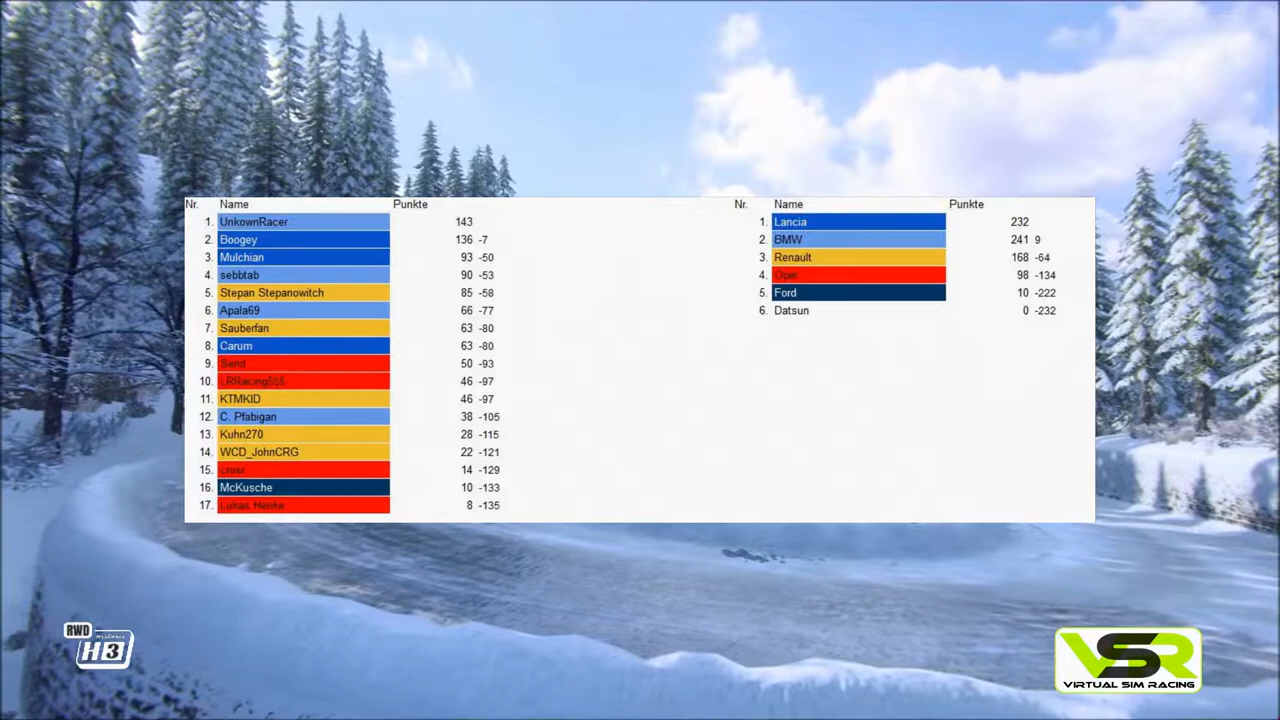 Nr. Name Punkte
1. UnkownRacer 143
2. Boogey 136 -7
3. Mulchian 93 -50
4. sebbtab 90 -53
5. Stepan Stepanowitch 85 -58
6. Apala69 66 -77
7. Sauberfan 63 -80
8. Carum 63 -80
9. Send 50 -93
10. LRRacing555 46 -97
11. KTMKID 46 -97
12. C. Pfabigan 38 -105
13. Kuhn270 28 -115
14. WCD_JohnCRG 22 -121
15. 14 -129
16. McKusche 10 -133
17. Lukas Henke 8 -135
Nr. Name Punkte
1. Lancia 232
2. BMW 241 9
3. Renault 168 -64
4. Opel 98 -134
5. Ford 10 -222
6. Datsun 0 -232
RWD
H3
VSR
VIRTUAL SIM RACING